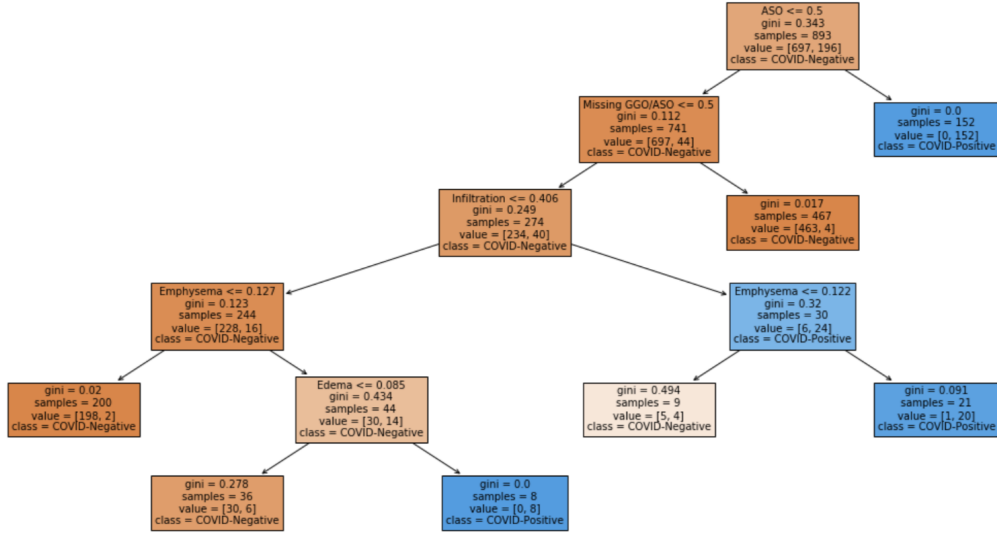 ASO <= 0.5
gini = 0.343
samples = 893
value = [697, 196]
class = COVID-Negative
Missing GGO/ASO <= 0.5
gini = 0.112
samples = 741
value = [697, 44]
class = COVID-Negative
gini = 0.0
samples = 152
value = [0, 152]
class = COVID-Positive
Infiltration <= 0.406
gini = 0.249
samples = 274
value = [234, 40]
class = COVID-Negative
gini = 0.017
samples = 467
value = [463, 4]
class = COVID-Negative
Emphysema <= 0.127
gini = 0.123
samples = 244
value = [228, 16]
class = COVID-Negative
Emphysema <= 0.122
gini = 0.32
samples = 30
value = [6, 24]
class = COVID-Positive
gini = 0.02
samples = 200
value = [198, 2]
class = COVID-Negative
Edema <= 0.085
gini = 0.434
samples = 44
value = [30, 14]
class = COVID-Negative
gini = 0.494
samples = 9
value = [5, 4]
class = COVID-Negative
gini = 0.091
samples = 21
value = [1, 20]
class = COVID-Positive
gini = 0.278
samples = 36
value = [30, 6]
class = COVID-Negative
gini = 0.0
samples = 8
value = [0, 8]
class = COVID-Positive